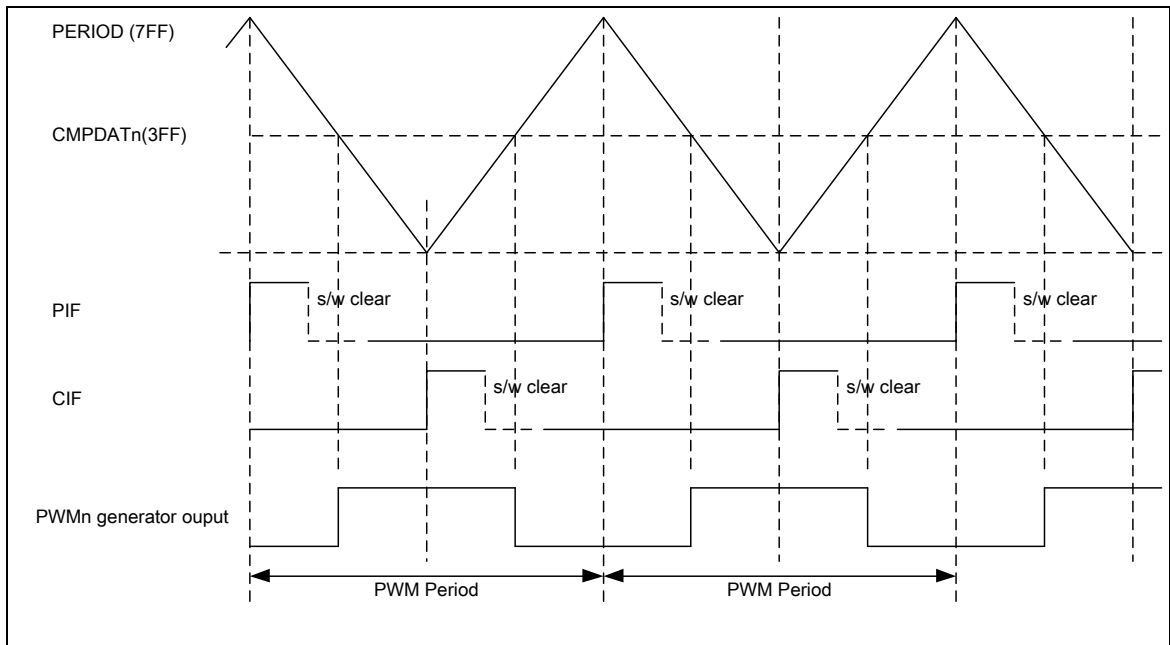 PERIOD (7FF)
CMPDATn(3FF)
PIF
s/w clear
s/w clear
s/w clear
CIF
s/w clear
s/w clear
PWMn generator ouput
PWM Period
PWM Period